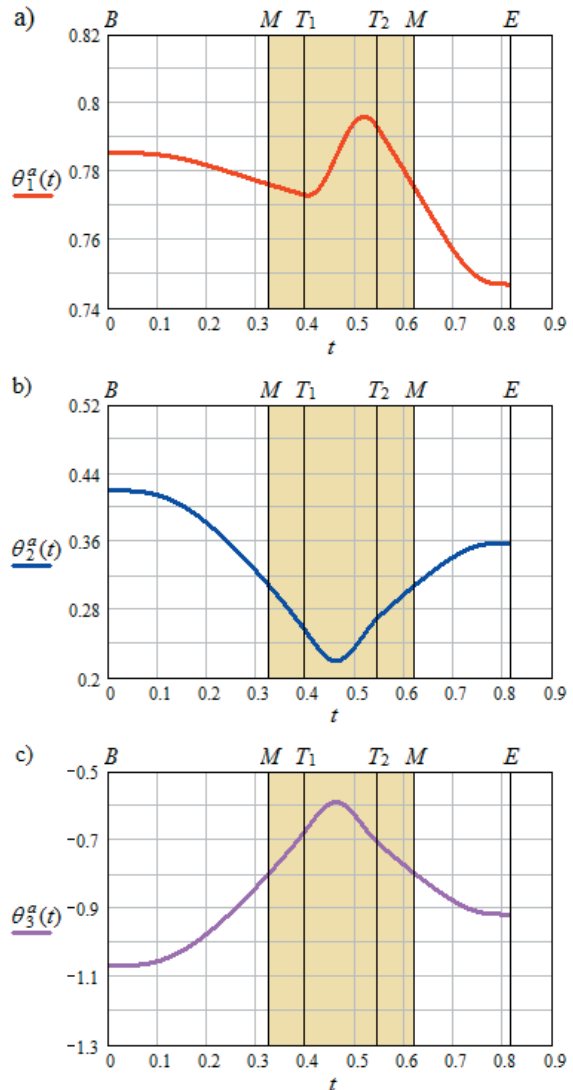 a)
B M T1 T2 M E
0.82
0.8
0.78
θ1ᵃ(t)
0.76
0.74
0 0.1 0.2 0.3 0.4 0.5 0.6 0.7 0.8 0.9
t
b)
B M T1 T2 M E
0.52
0.44
0.36
θ2ᵃ(t)
0.28
0.2
0 0.1 0.2 0.3 0.4 0.5 0.6 0.7 0.8 0.9
t
c)
B M T1 T2 M E
−0.5
−0.7
−0.9
θ3ᵃ(t)
−1.1
−1.3
0 0.1 0.2 0.3 0.4 0.5 0.6 0.7 0.8 0.9
t